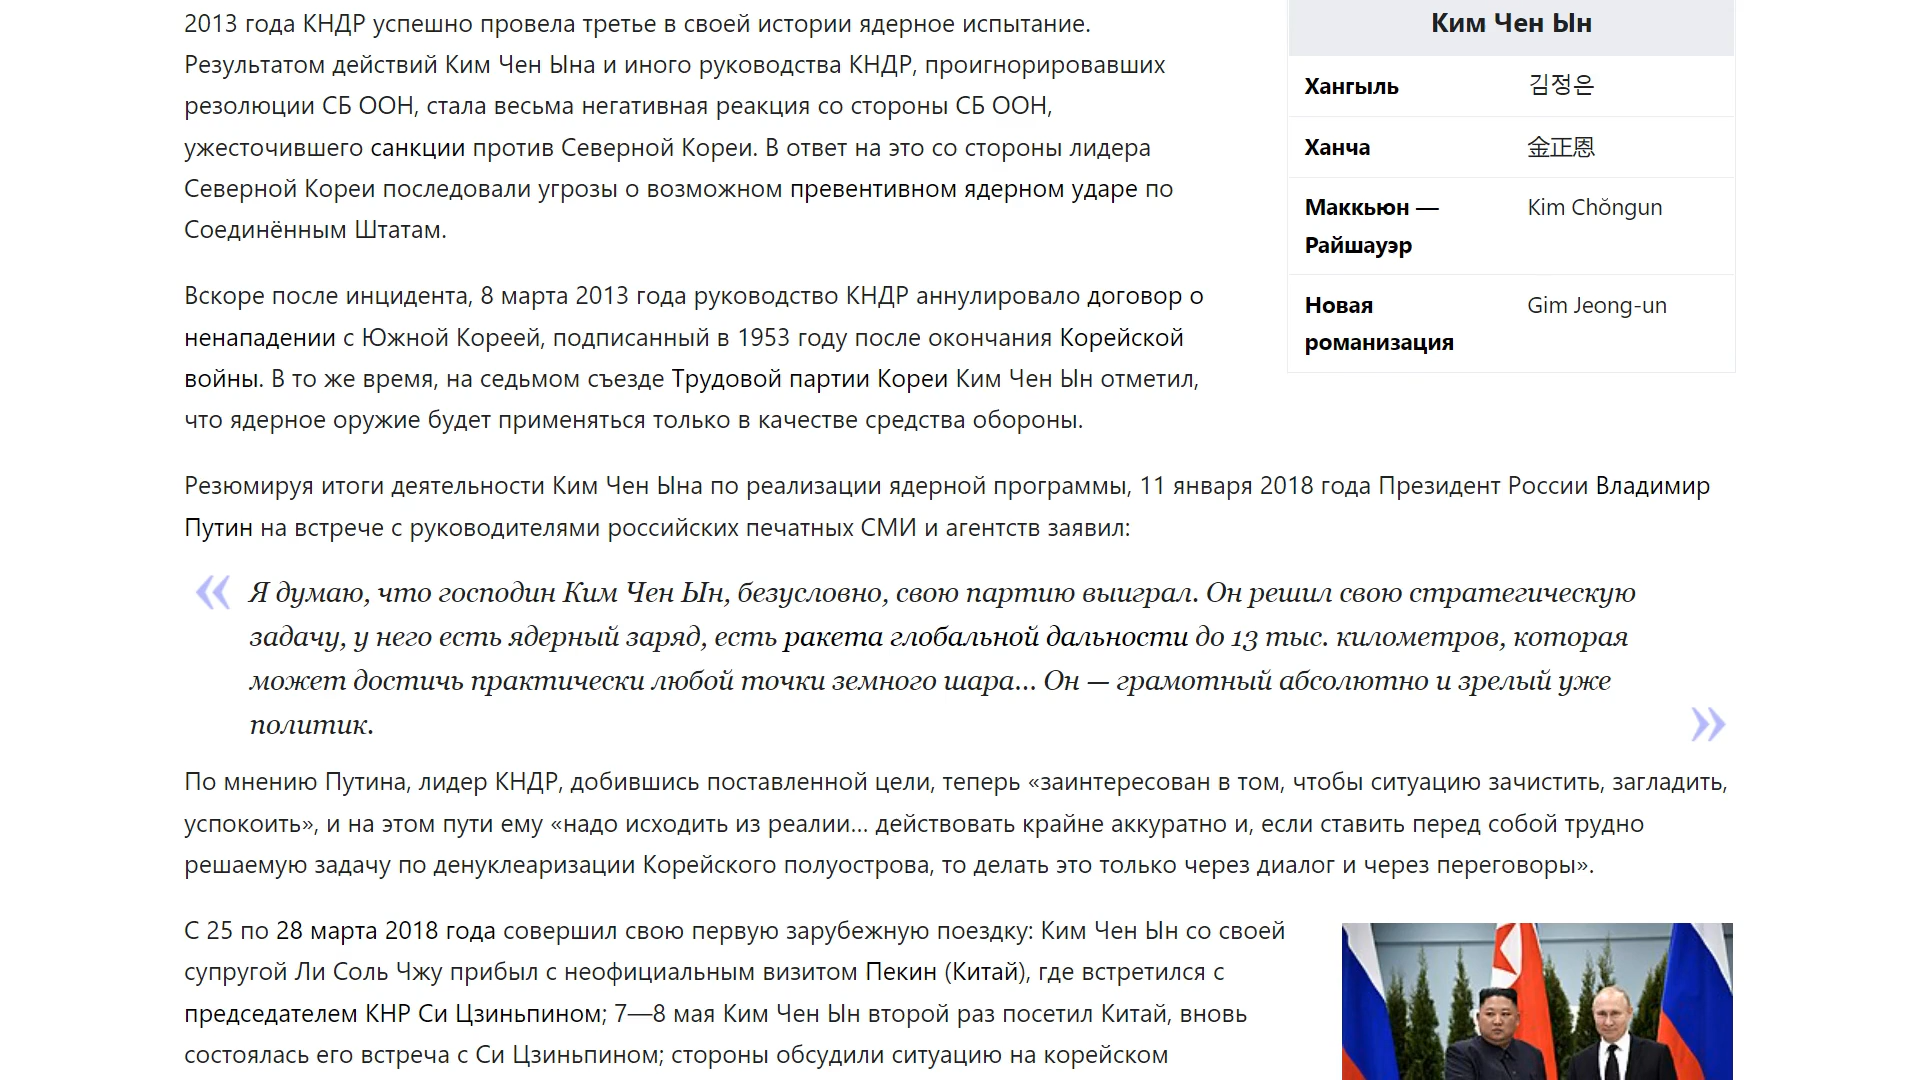 2013 года КНДР успешно провела третье в своей истории ядерное испытание.
Результатом действий Ким Чен Ына и иного руководства КНДР, проигнорировавших
резолюции СБ ООН, стала весьма негативная реакция со стороны СБ ООН,
ужесточившего санкции против Северной Кореи. В ответ на это со стороны лидера
Северной Кореи последовали угрозы о возможном превентивном ядерном ударе по
Соединённым Штатам.
Вскоре после инцидента, 8 марта 2013 года руководство КНДР аннулировало договор о
ненападении с Южной Кореей, подписанный в 1953 году после окончания Корейской
войны. В то же время, на седьмом съезде Трудовой партии Кореи Ким Чен Ын отметил,
что ядерное оружие будет применяться только в качестве средства обороны.
Ким Чен Ын
Хангыль 김정은
Ханча 金正恩
Маккьюн — Kim Chŏngun
Райшауэр
Новая Gim Jeong-un
романизация
Резюмируя итоги деятельности Ким Чен Ына по реализации ядерной программы, 11 января 2018 года Президент России Владимир
Путин на встрече с руководителями российских печатных СМИ и агентств заявил:
« Я думаю, что господин Ким Чен Ын, безусловно, свою партию выиграл. Он решил свою стратегическую
задачу, у него есть ядерный заряд, есть ракета глобальной дальности до 13 тыс. километров, которая
может достичь практически любой точки земного шара… Он — грамотный абсолютно и зрелый уже
политик. »
По мнению Путина, лидер КНДР, добившись поставленной цели, теперь «заинтересован в том, чтобы ситуацию зачистить, загладить,
успокоить», и на этом пути ему «надо исходить из реалии… действовать крайне аккуратно и, если ставить перед собой трудно
решаемую задачу по денуклеаризации Корейского полуострова, то делать это только через диалог и через переговоры».
С 25 по 28 марта 2018 года совершил свою первую зарубежную поездку: Ким Чен Ын со своей
супругой Ли Соль Чжу прибыл с неофициальным визитом Пекин (Китай), где встретился с
председателем КНР Си Цзиньпином; 7—8 мая Ким Чен Ын второй раз посетил Китай, вновь
состоялась его встреча с Си Цзиньпином; стороны обсудили ситуацию на корейском